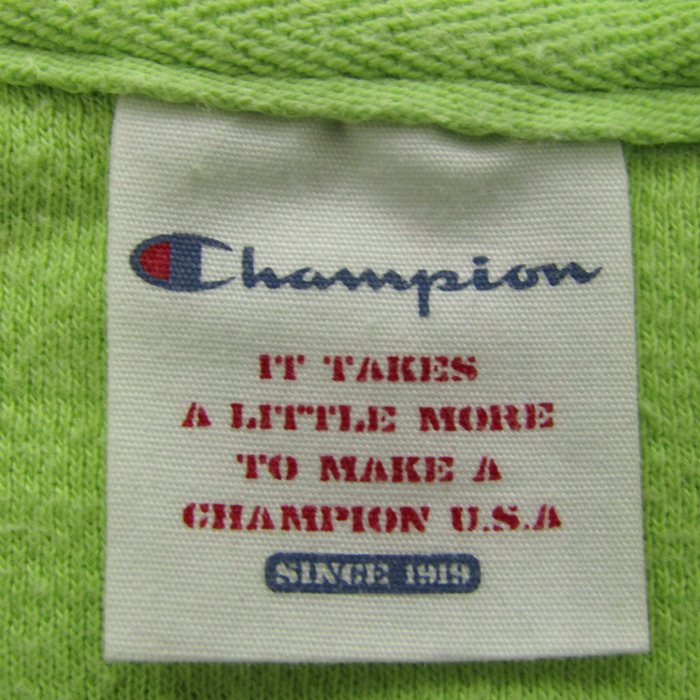 Champion
IT TAKES
A LITTLE MORE
TO MAKE A
CHAMPION U.S.A
SINCE 1919